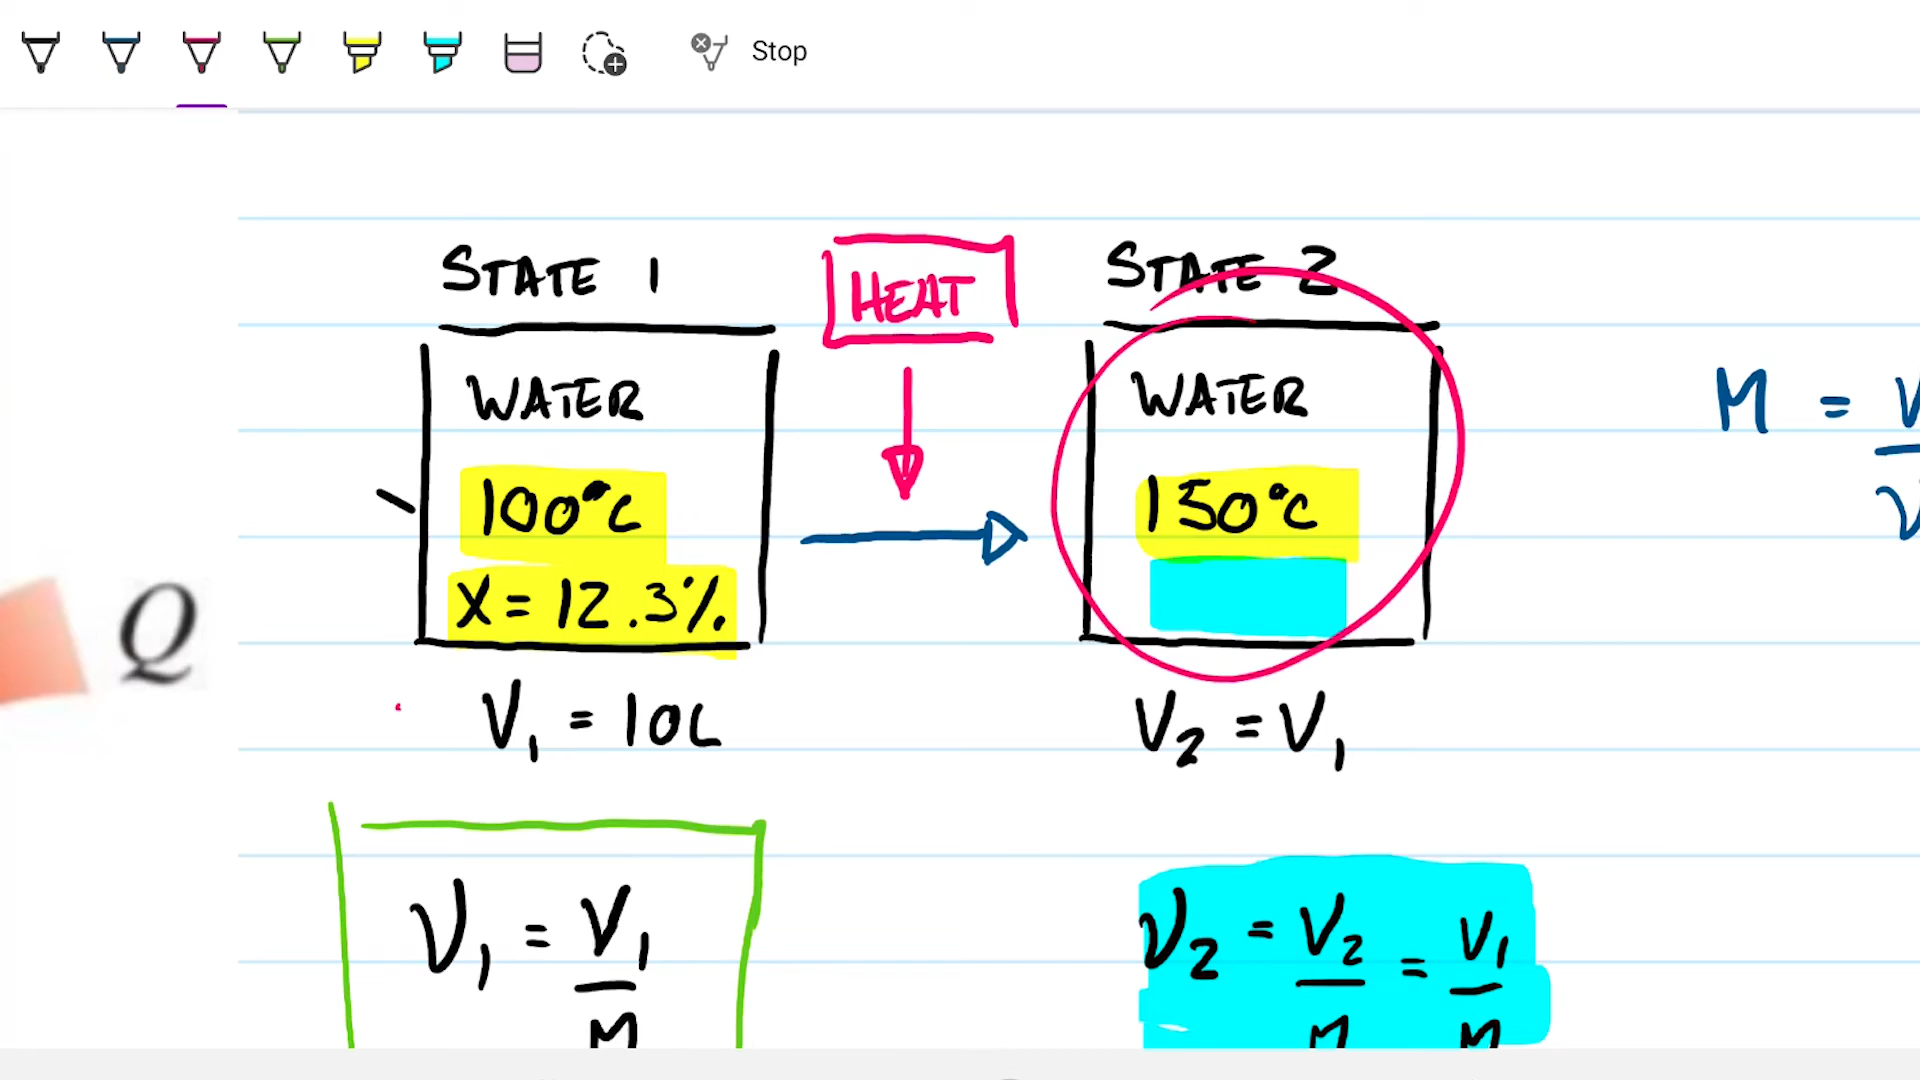 Stop
STATE 1
HEAT
STATE 2
WATER
WATER
M = V
V
100°C
150°C
X = 12.3%
Q
V1 = 10L
V2 = V1
V1 = V1
M
V2 = V2 = V1
M M